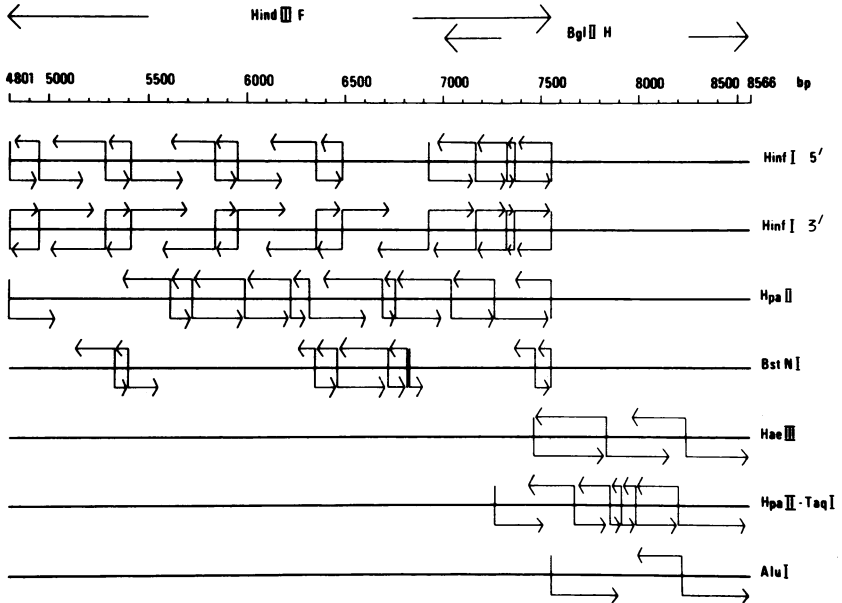 Hind III F
Bgl II H
4801 5000 5500 6000 6500 7000 7500 8000 8500 8566 bp
Hinf I 5′
Hinf I 3′
Hpa II
Bst N I
Hae III
Hpa II - Taq I
Alu I